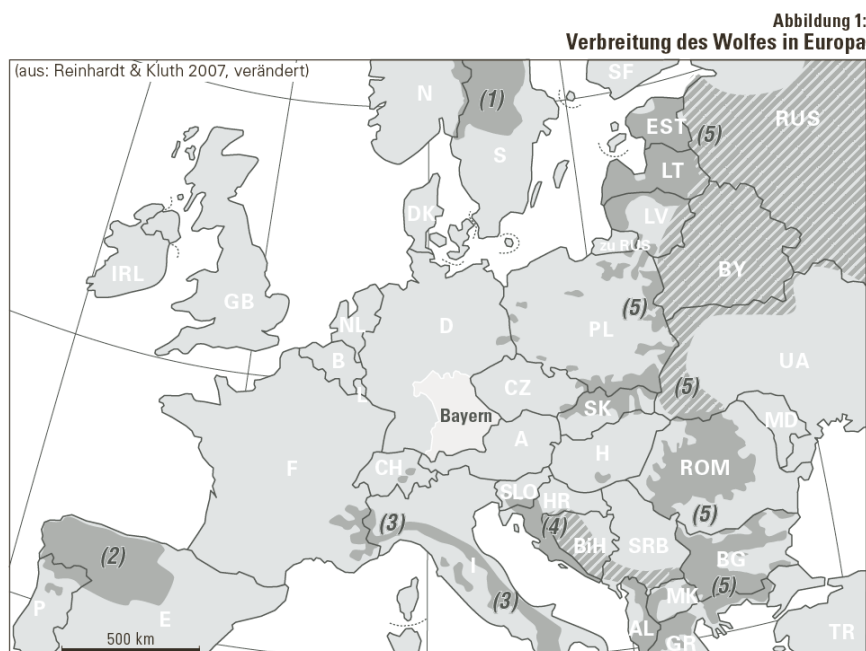 Abbildung 1:
Verbreitung des Wolfes in Europa
(aus: Reinhardt & Kluth 2007, verändert)
N
(1)
SF
RUS
EST
(5)
S
LT
DK
LV
zu RUS
IRL
GB
BY
NL
D
(5)
PL
B
UA
L
CZ
(5)
Bayern
SK
MD
A
H
F
CH
ROM
SLO
HR
(3)
(4)
(5)
BiH
SRB
(2)
BG
I
(5)
P
E
(3)
MK
AL
GR
TR
500 km